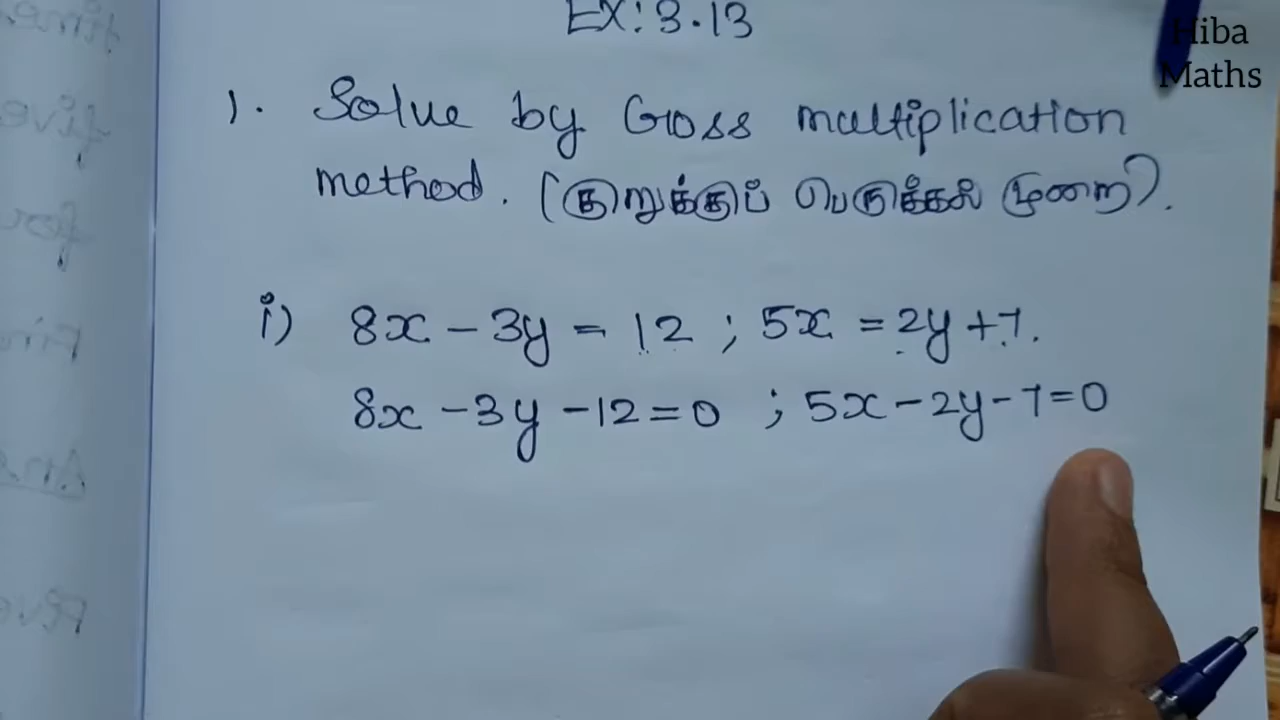 Ex: 3.13
Hiba
Maths
1. Solve by Cross multiplication
method. (குறுக்குப் பெருக்கல் முறை).
i) 8x - 3y = 12 ; 5x = 2y + 7.
8x - 3y - 12 = 0 ; 5x - 2y - 7 = 0